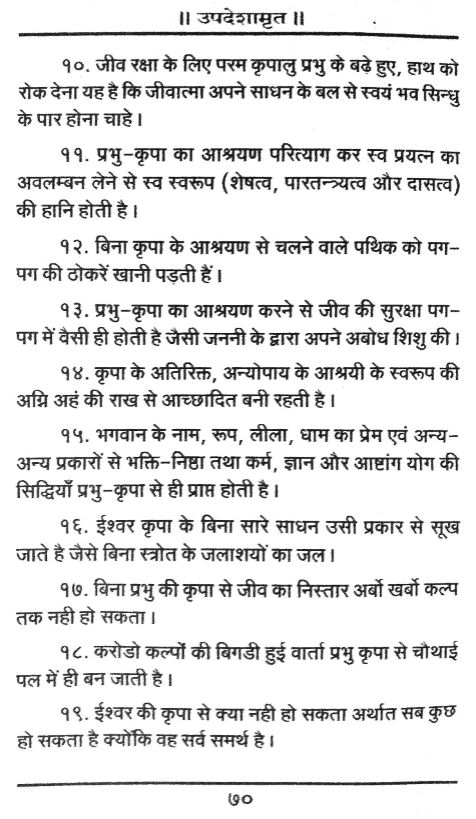 ॥ उपदेशामृत ॥
१०. जीव रक्षा के लिए परम कृपालु प्रभु के बढ़े हुए, हाथ को
रोक देना यह है कि जीवात्मा अपने साधन के बल से स्वयं भव सिन्धु
के पार होना चाहे।
११. प्रभु-कृपा का आश्रयण परित्याग कर स्व प्रयत्न का
अवलम्बन लेने से स्व स्वरूप (शेषत्व, पारतन्त्र्यत्व और दासत्व)
की हानि होती है।
१२. बिना कृपा के आश्रयण से चलने वाले पथिक को पग-
पग की ठोकरें खानी पड़ती हैं।
१३. प्रभु-कृपा का आश्रयण करने से जीव की सुरक्षा पग-
पग में वैसी ही होती है जैसी जननी के द्वारा अपने अबोध शिशु की।
१४. कृपा के अतिरिक्त, अन्योपाय के आश्रयी के स्वरूप की
अग्नि अहं की राख से आच्छादित बनी रहती है।
१५. भगवान के नाम, रूप, लीला, धाम का प्रेम एवं अन्य-
अन्य प्रकारों से भक्ति-निष्ठा तथा कर्म, ज्ञान और आष्टांग योग की
सिद्धियाँ प्रभु-कृपा से ही प्राप्त होती है।
१६. ईश्वर कृपा के बिना सारे साधन उसी प्रकार से सूख
जाते है जैसे बिना स्त्रोत के जलाशयों का जल।
१७. बिना प्रभु की कृपा से जीव का निस्तार अर्बो खर्बो कल्प
तक नही हो सकता।
१८. करोडो कल्पों की बिगडी हुई वार्ता प्रभु कृपा से चौथाई
पल में ही बन जाती है।
१९. ईश्वर की कृपा से क्या नही हो सकता अर्थात सब कुछ
हो सकता है क्योंकि वह सर्व समर्थ है।
७०